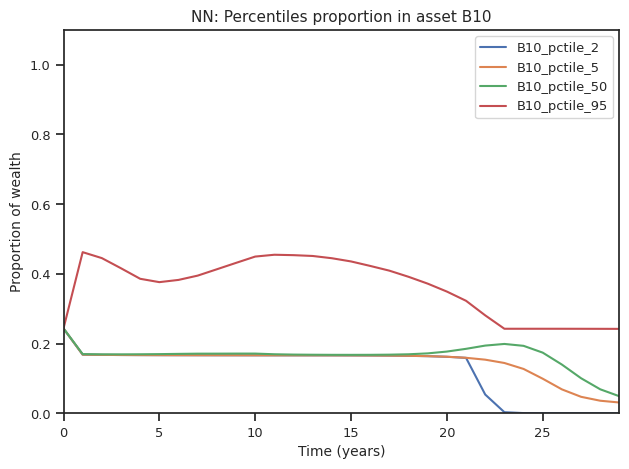 NN: Percentiles proportion in asset B10
B10_pctile_2
B10_pctile_5
B10_pctile_50
B10_pctile_95
Proportion of wealth
1.0
0.8
0.6
0.4
0.2
0.0
0 5 10 15 20 25
Time (years)